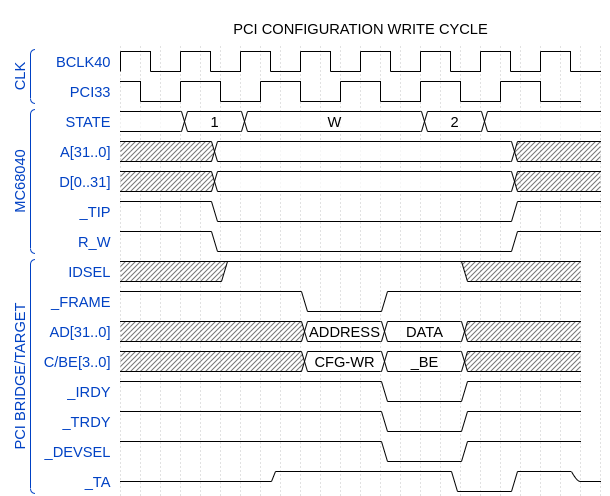 PCI CONFIGURATION WRITE CYCLE
CLK
BCLK40
PCI33
MC68040
STATE 1 W 2
A[31..0]
D[0..31]
_TIP
R_W
PCI BRIDGE/TARGET
IDSEL
_FRAME
AD[31..0] ADDRESS DATA
C/BE[3..0] CFG-WR _BE
_IRDY
_TRDY
_DEVSEL
_TA